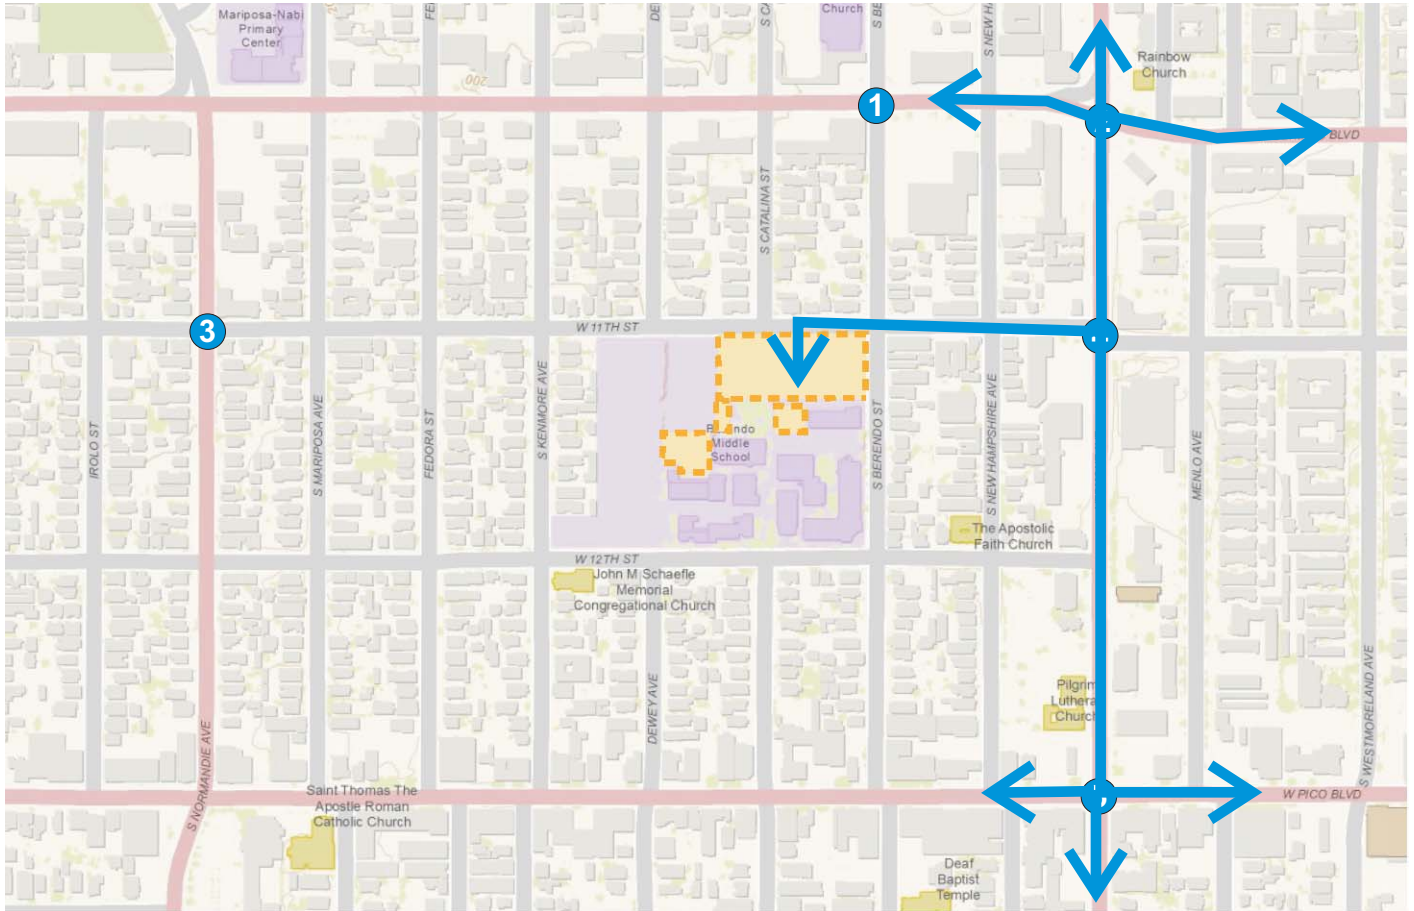 Mariposa-Nabi
Primary
Center
Church
200
Rainbow
Church
1
BLVD
S CATALINA ST
3
W 11TH ST
Middle
School
IROLO ST
S MARIPOSA AVE
FEDORA ST
S KENMORE AVE
S BERENDO ST
S NEW HAMPSHIRE AVE
MENLO AVE
The Apostolic
Faith Church
W 12TH ST
John M Schaefle
Memorial
Congregational Church
DEWEY AVE
Pilgrim
Church
S WESTMORELAND AVE
S NORMANDIE AVE
W PICO BLVD
Saint Thomas The
Apostle Roman
Catholic Church
Deaf
Baptist
Temple